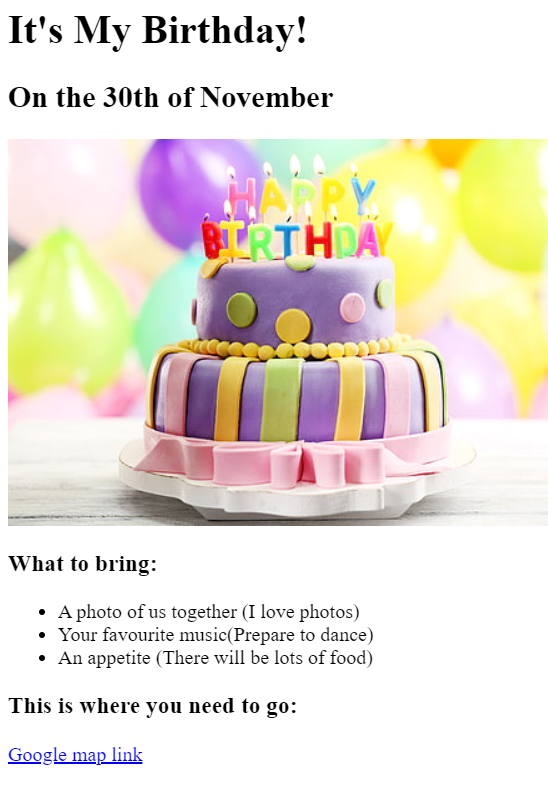 It's My Birthday!
On the 30th of November
HAPPY
BIRTHDAY
What to bring:
A photo of us together (I love photos)
Your favourite music(Prepare to dance)
An appetite (There will be lots of food)
This is where you need to go:
Google map link